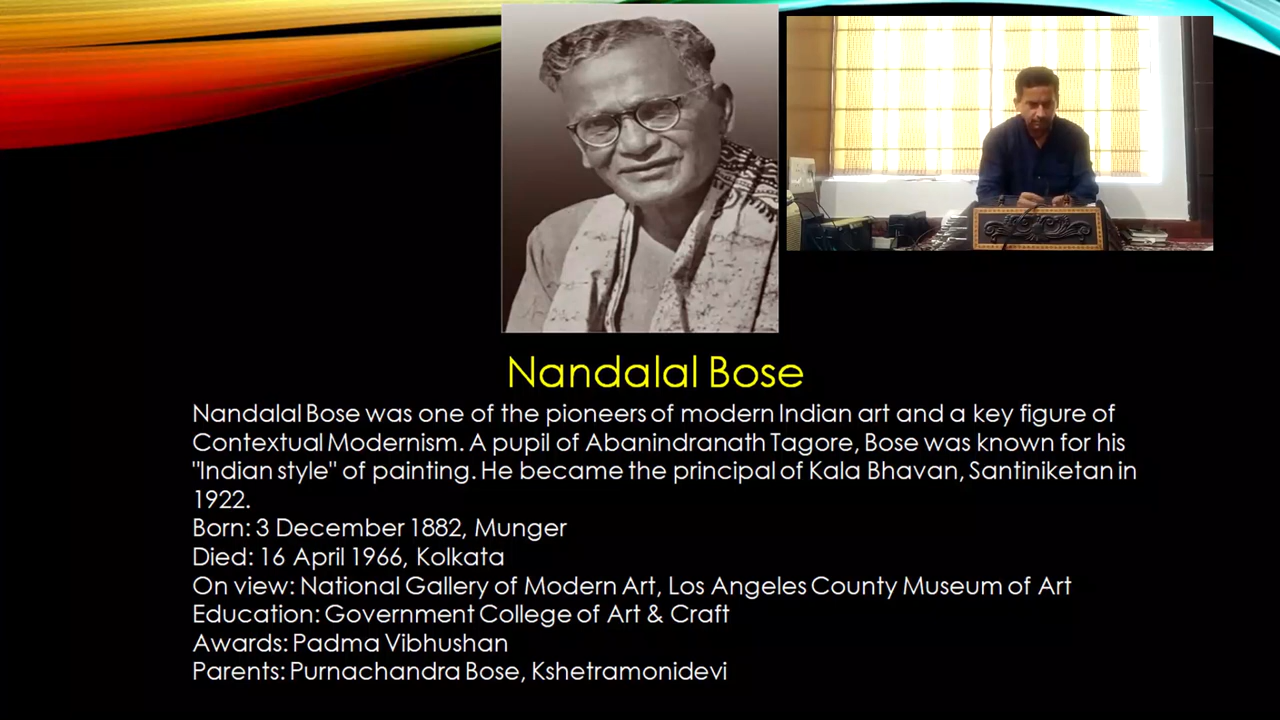 Nandalal Bose
Nandalal Bose was one of the pioneers of modern Indian art and a key figure of
Contextual Modernism. A pupil of Abanindranath Tagore, Bose was known for his
"Indian style" of painting. He became the principal of Kala Bhavan, Santiniketan in
1922.
Born: 3 December 1882, Munger
Died: 16 April 1966, Kolkata
On view: National Gallery of Modern Art, Los Angeles County Museum of Art
Education: Government College of Art & Craft
Awards: Padma Vibhushan
Parents: Purnachandra Bose, Kshetramonidevi